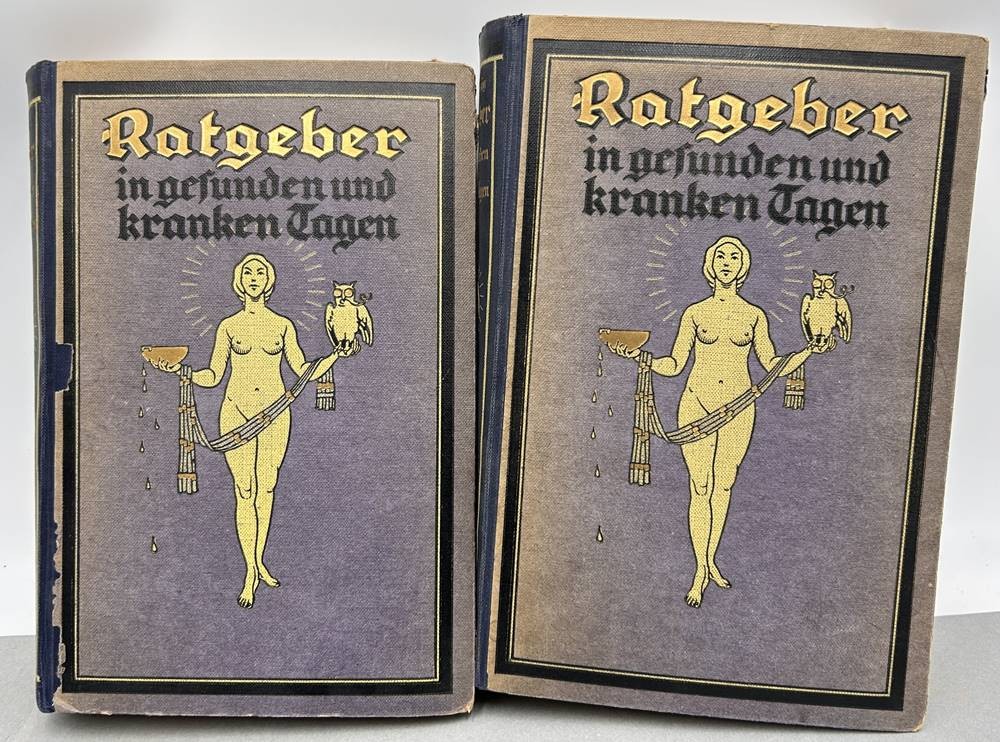 Ratgeber
in gesunden und
kranken Tagen
Ratgeber
in gesunden und
kranken Tagen